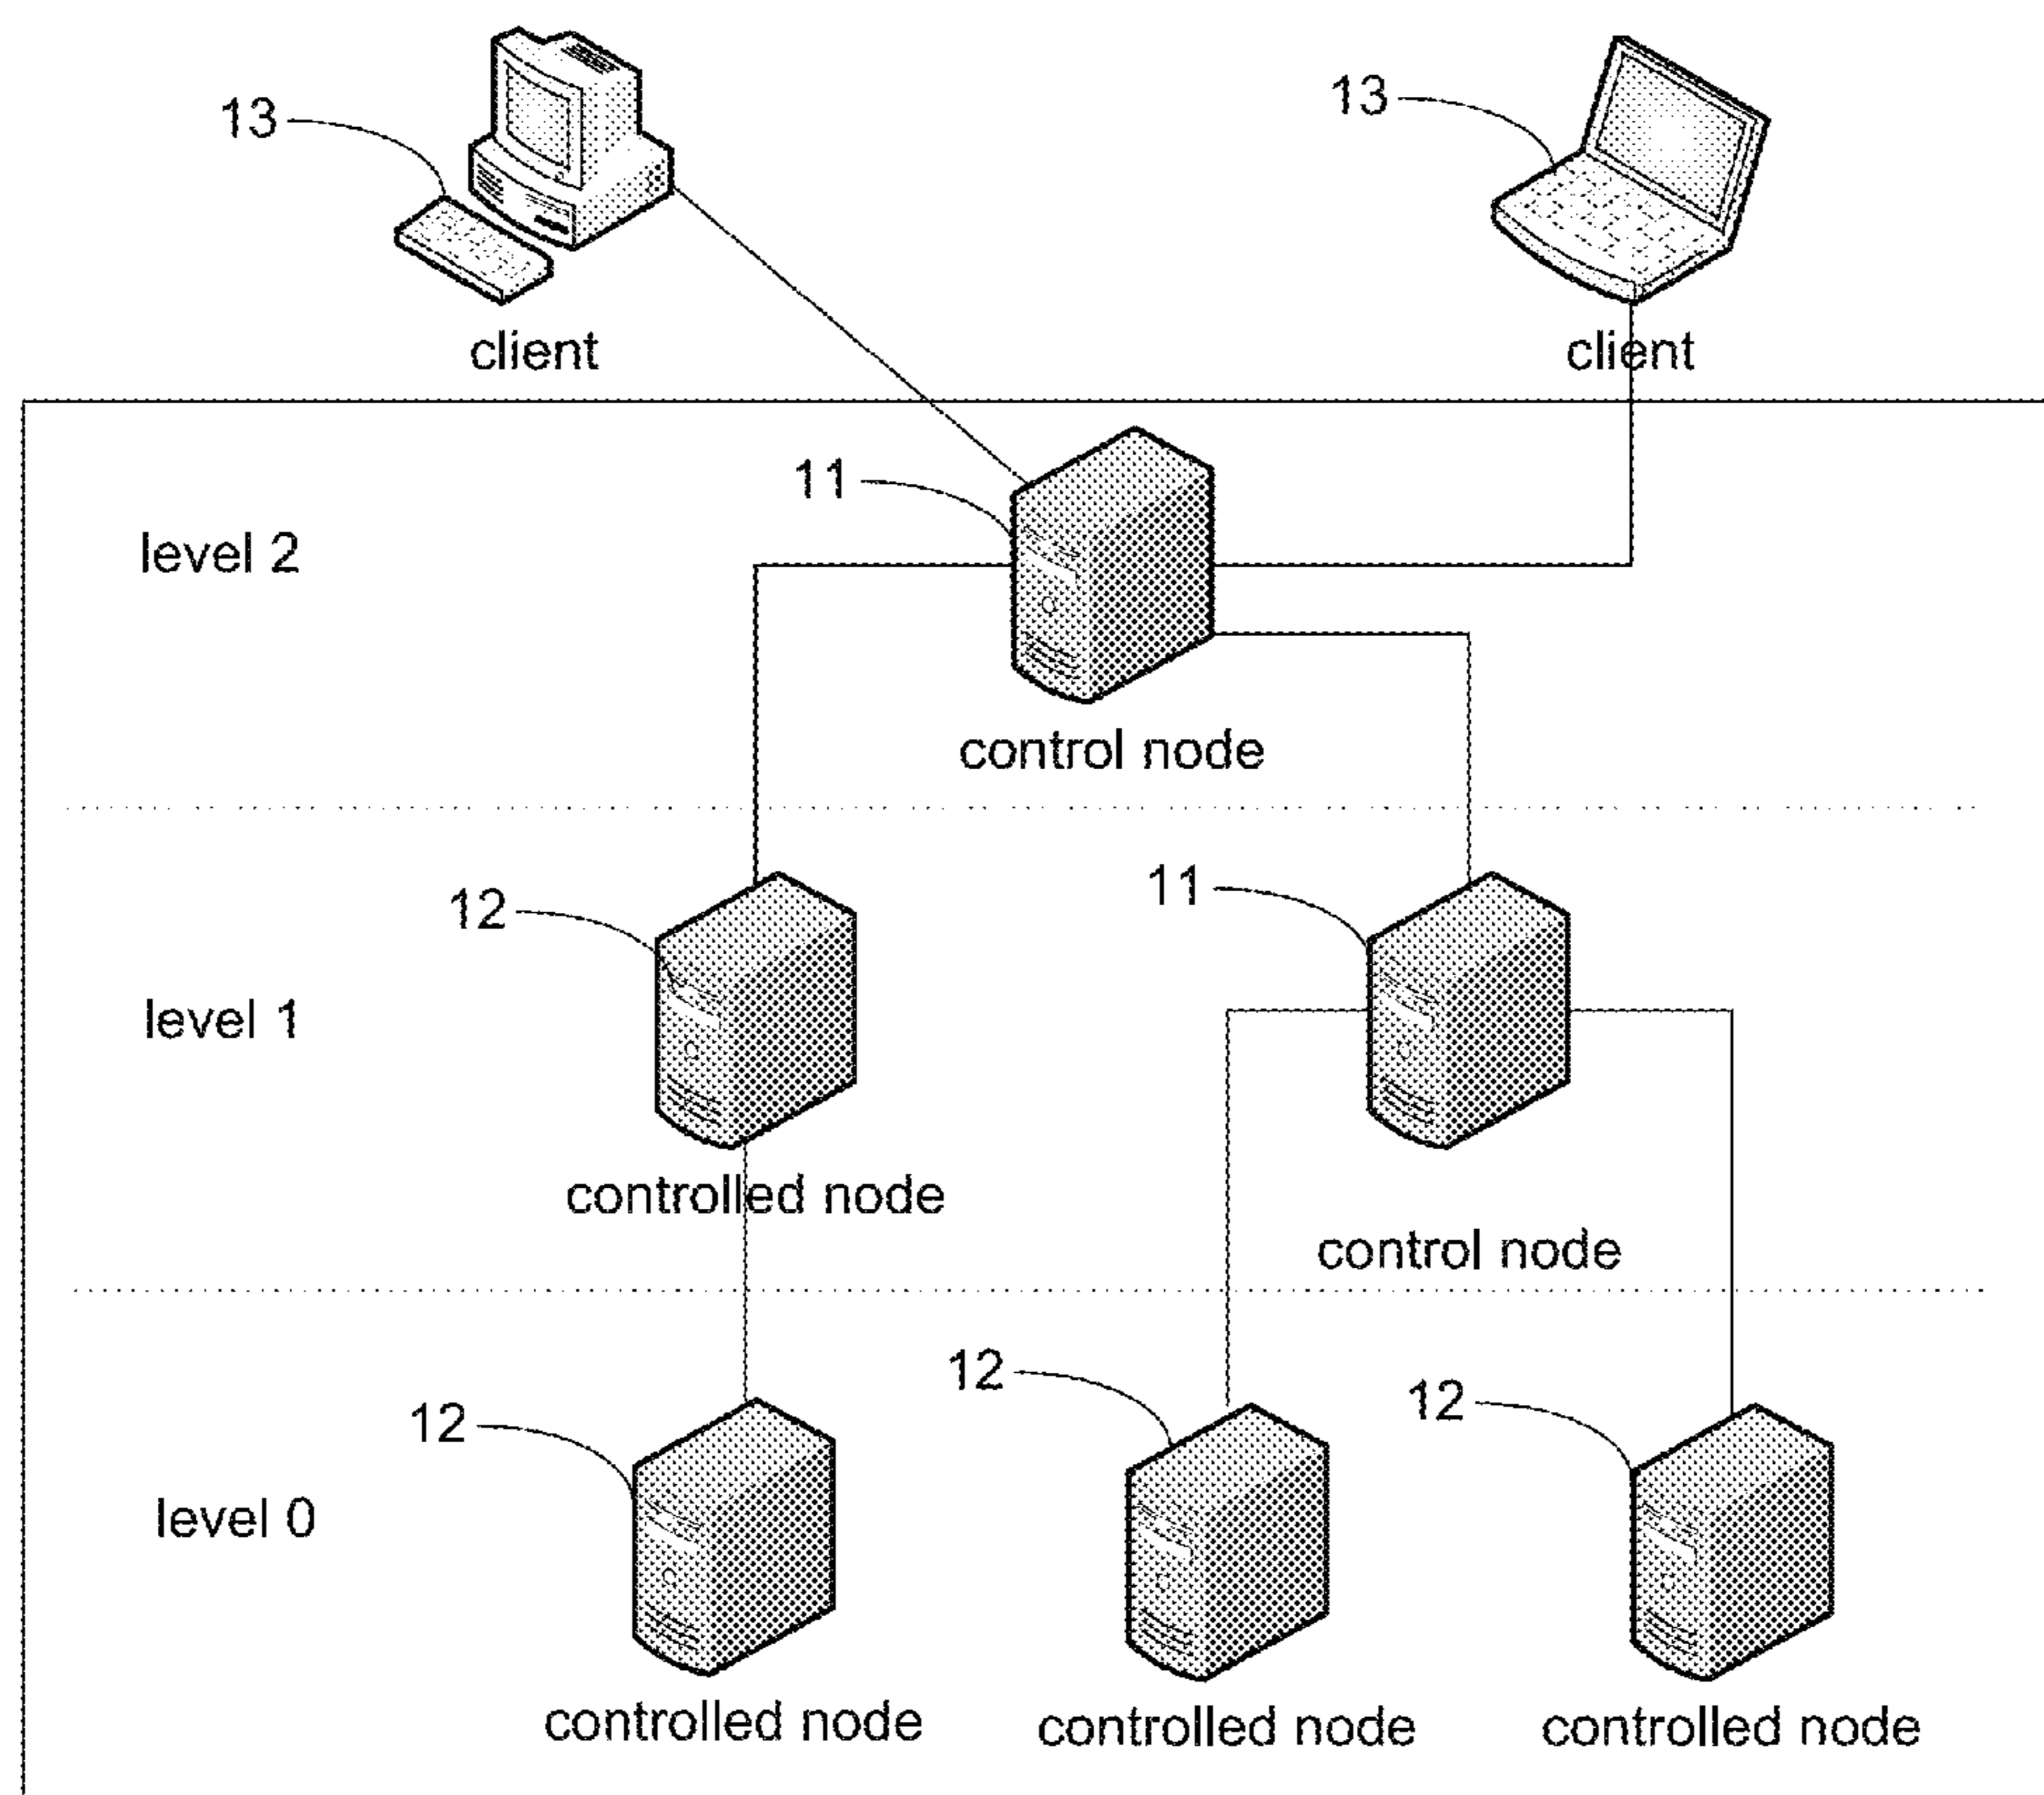 13
13
client
client
11
level 2
control node
12
11
level 1
controlled node
control node
12
12
12
level 0
controlled node
controlled node
controlled node